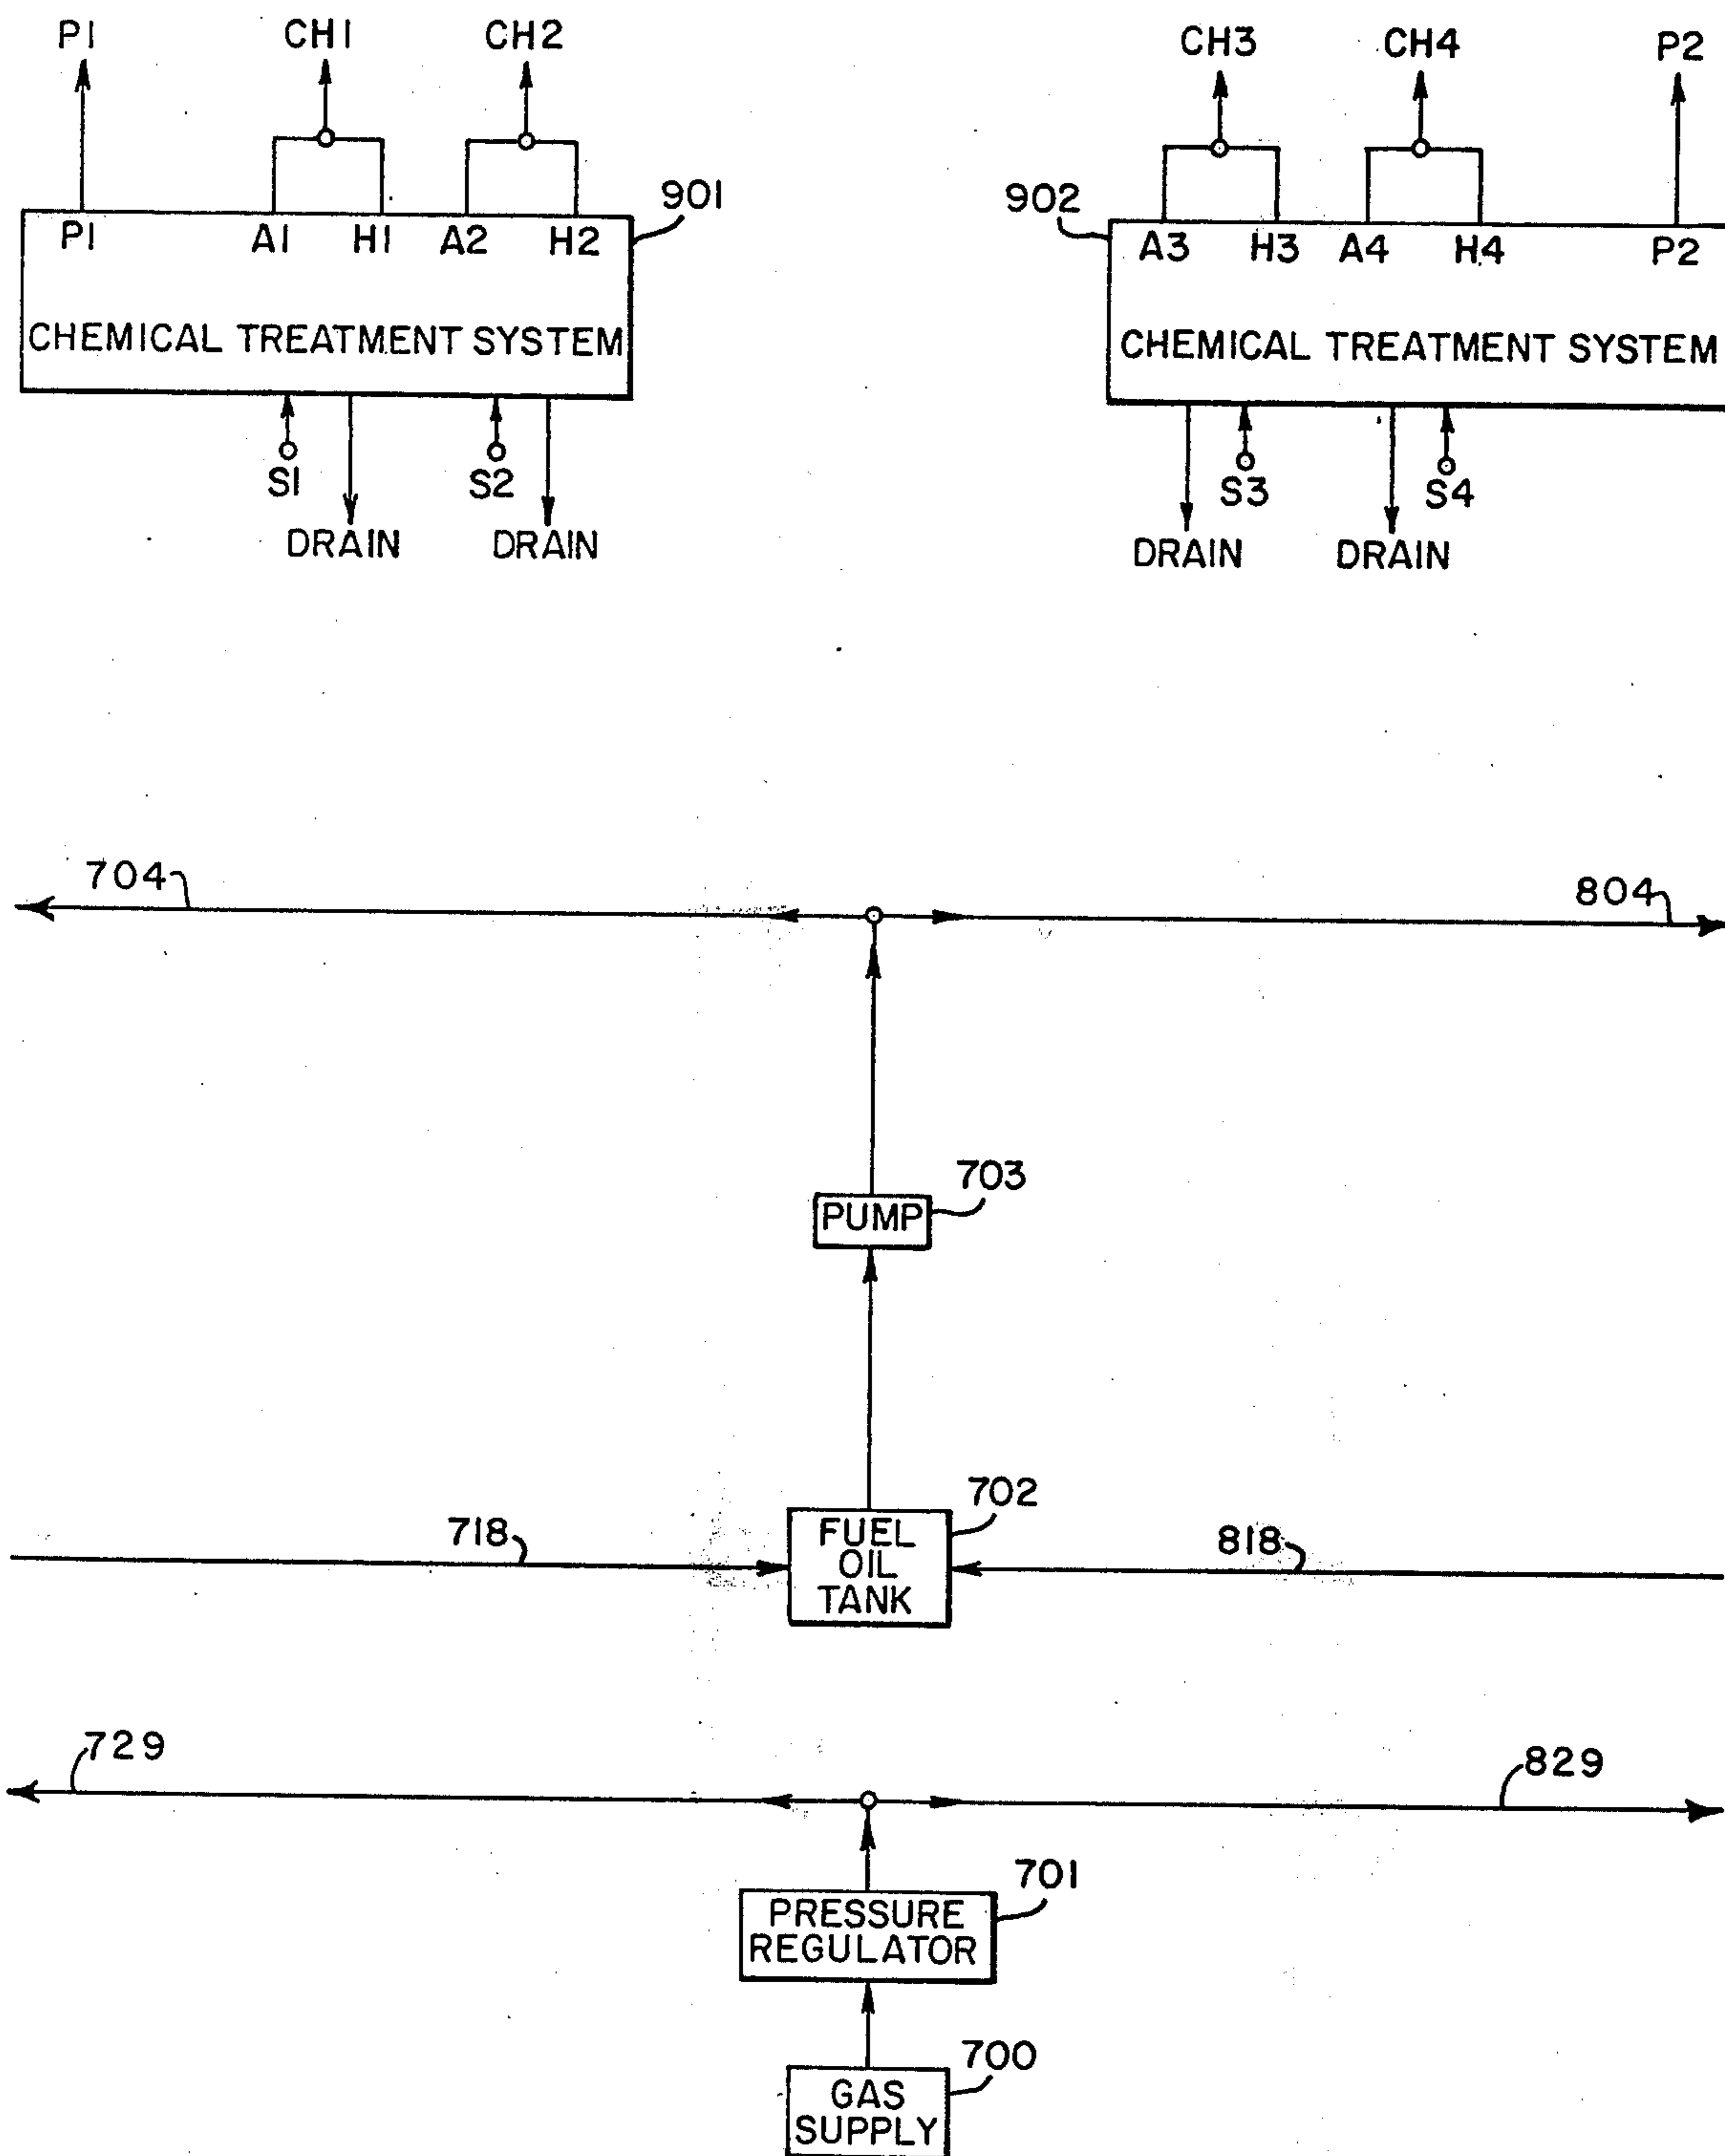 P1 CH1 CH2 CH3 CH4 P2
901 902
P1 A1 H1 A2 H2 A3 H3 A4 H4 P2
CHEMICAL TREATMENT SYSTEM CHEMICAL TREATMENT SYSTEM
S1 S2 S3 S4
DRAIN DRAIN DRAIN DRAIN
704 804
703
PUMP
702
718 818
FUEL
OIL
TANK
729 829
701
PRESSURE
REGULATOR
700
GAS
SUPPLY